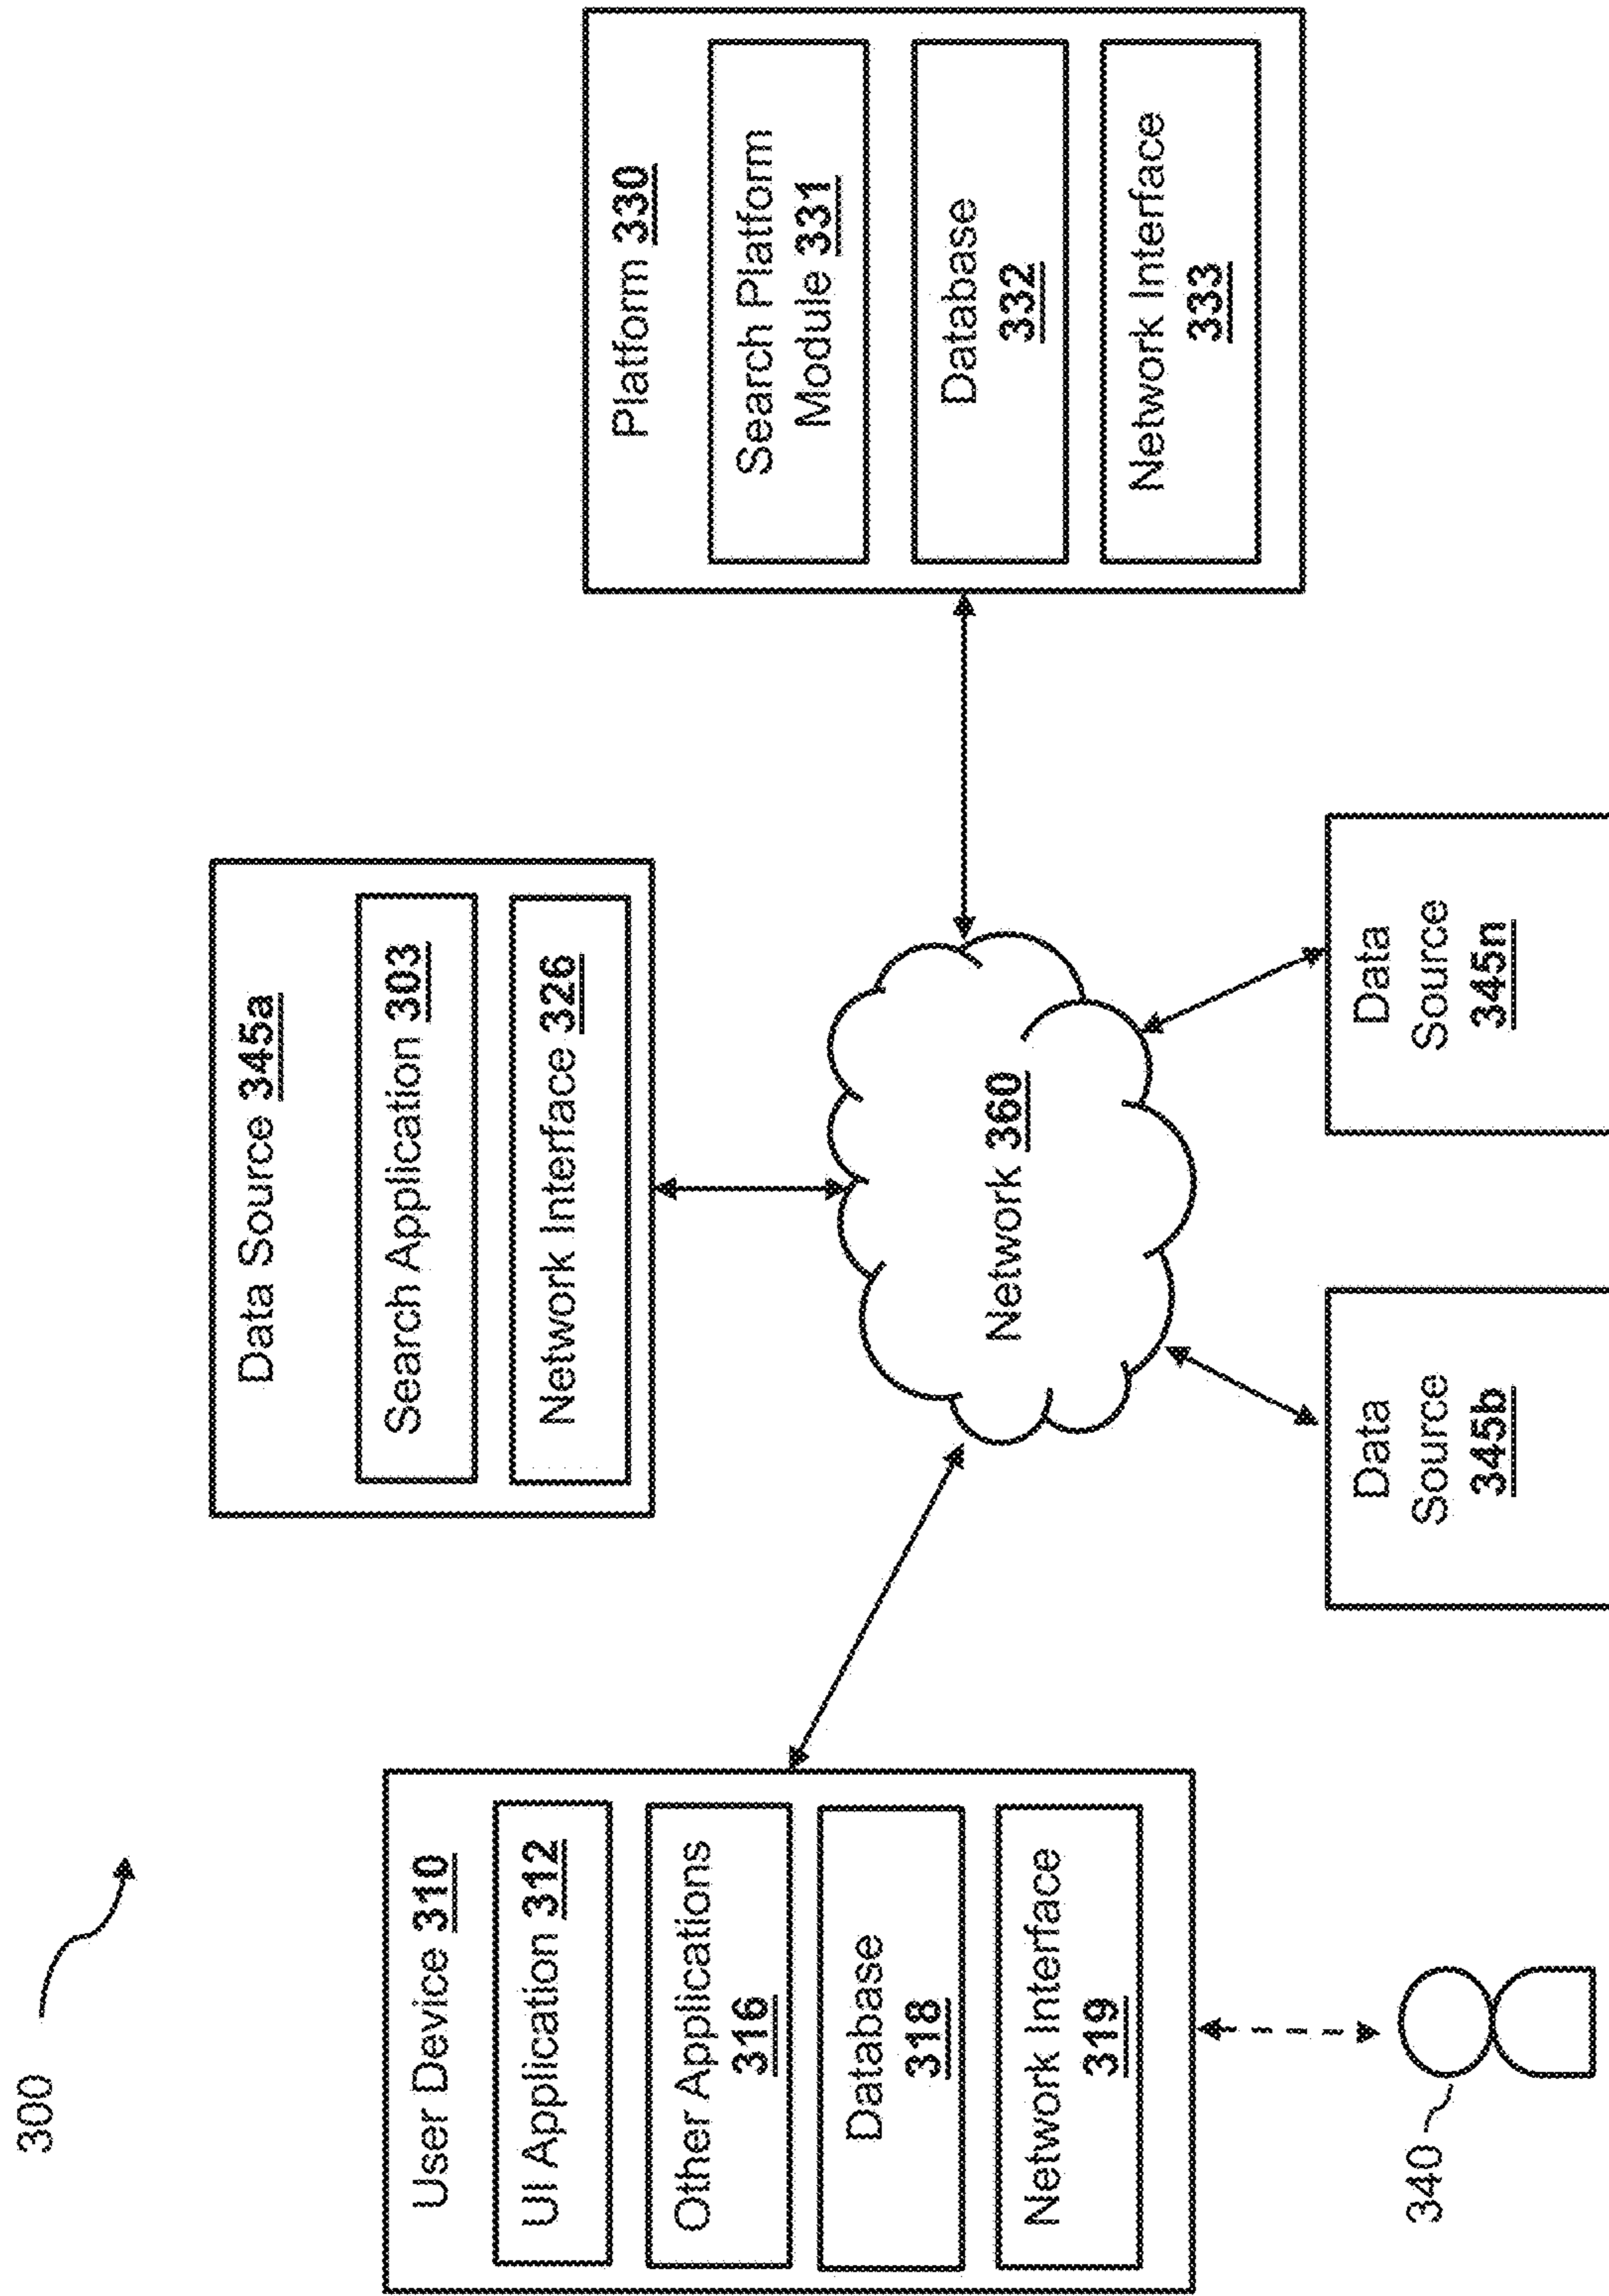 300
User Device 310
UI Application 312
Other Applications
316
Database
318
Network Interface
319
340
Data Source 345a
Search Application 303
Network Interface 326
Network 360
Data
Source
345b
Data
Source
345n
Platform 330
Search Platform
Module 331
Database
332
Network Interface
333